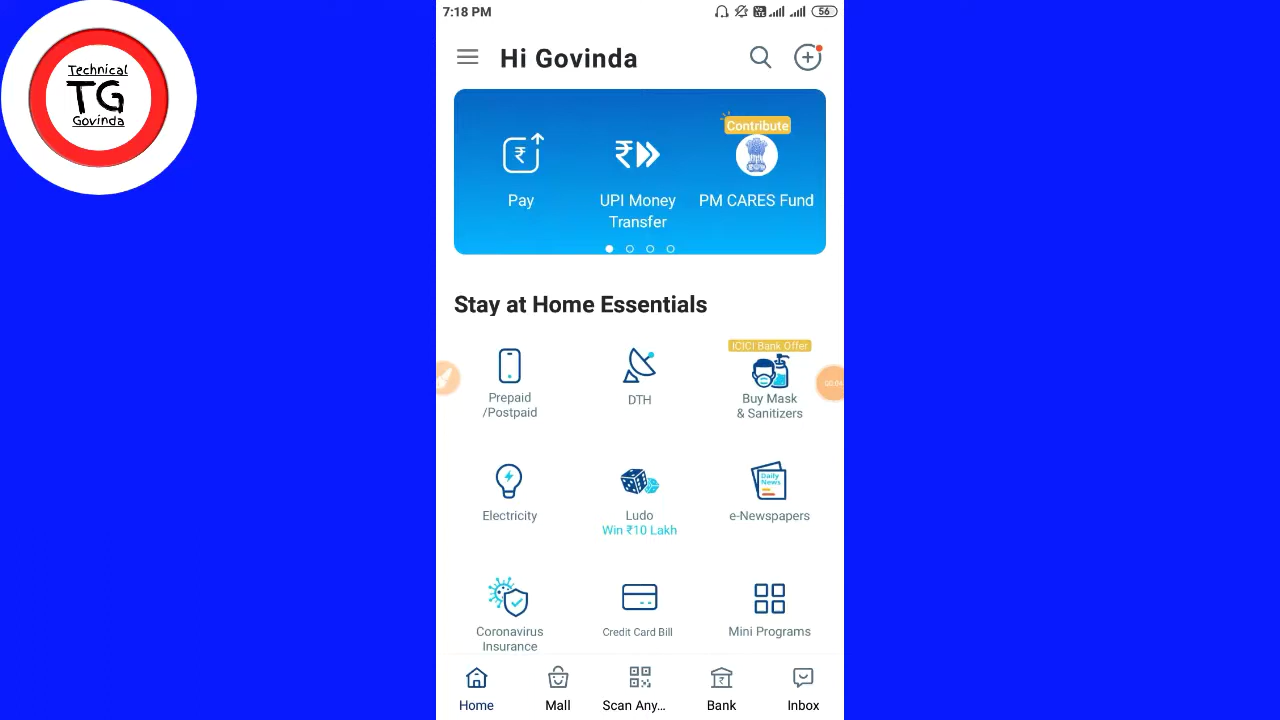 Technical
TG
Govinda
7:18 PM
56
Hi Govinda
Contribute
Pay
UPI Money
Transfer
PM CARES Fund
Stay at Home Essentials
Prepaid
/Postpaid
DTH
ICICI Bank Offer
Buy Mask
& Sanitizers
Electricity
Ludo
Win ₹10 Lakh
Daily
News
e-Newspapers
Coronavirus
Insurance
Credit Card Bill
Mini Programs
Home
Mall
Scan Any...
Bank
Inbox